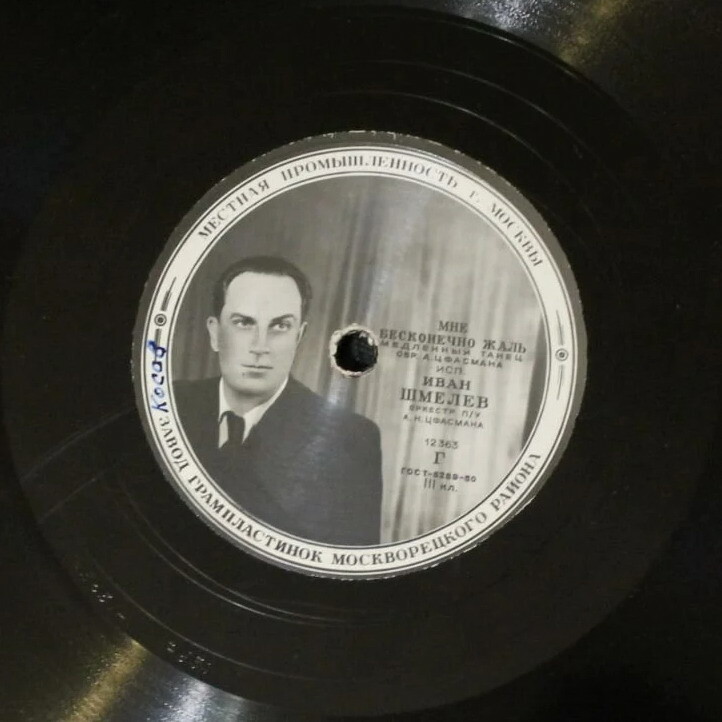 МЕСТНАЯ ПРОМЫШЛЕННОСТЬ г. МОСКВЫ
МНЕ
БЕСКОНЕЧНО ЖАЛЬ
МЕДЛЕННЫЙ ТАНЕЦ
ОБР. А.ЦФАСМАНА
ИСП.
ИВАН
ШМЕЛЕВ
ОРКЕСТР П/У
А.Н.ЦФАСМАНА
12363
Г
ГОСТ-5289-50
III КЛ.
ЗАВОД ГРАМПЛАСТИНОК МОСКВОРЕЦКОГО РАЙОНА